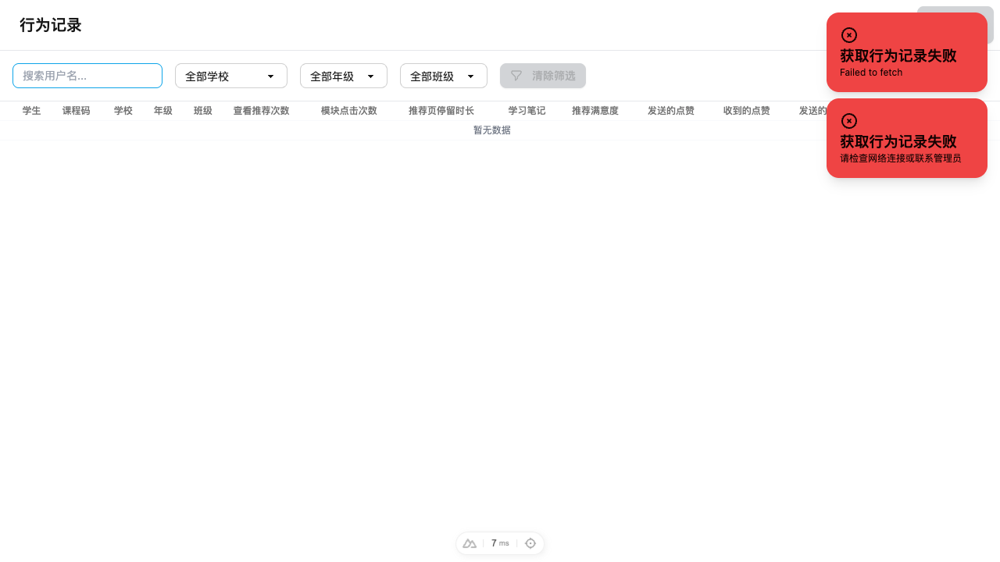 行为记录
搜索用户名...
全部学校
全部年级
全部班级
清除筛选
学生 课程码 学校 年级 班级 查看推荐次数 模块点击次数 推荐页停留时长 学习笔记 推荐满意度 发送的点赞 收到的点赞 发送的
暂无数据
获取行为记录失败
Failed to fetch
获取行为记录失败
请检查网络连接或联系管理员
7 ms